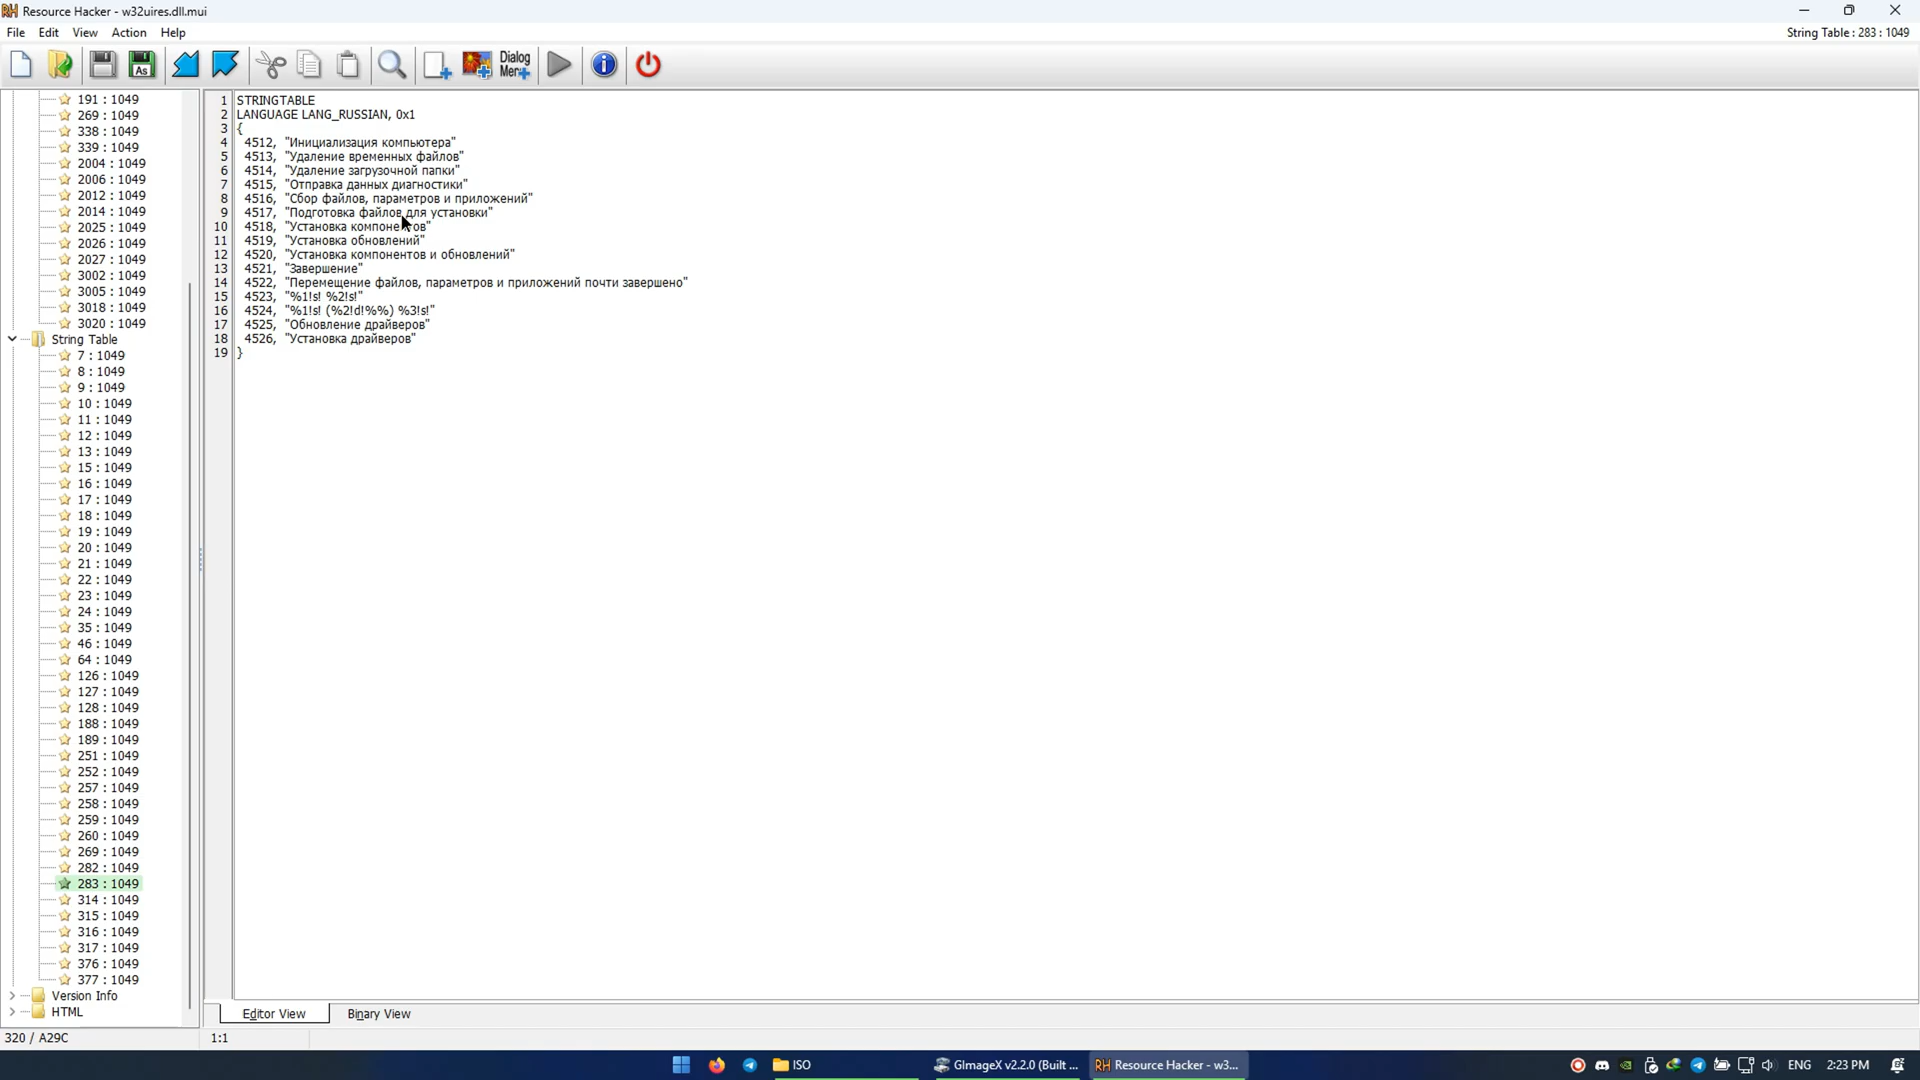 Resource Hacker - w32uires.dll.mui
File Edit View Action Help
String Table : 283 : 1049
As
Dialog
Menu
191 : 1049
269 : 1049
338 : 1049
339 : 1049
2004 : 1049
2006 : 1049
2012 : 1049
2014 : 1049
2025 : 1049
2026 : 1049
2027 : 1049
3002 : 1049
3005 : 1049
3018 : 1049
3020 : 1049
String Table
7 : 1049
8 : 1049
9 : 1049
10 : 1049
11 : 1049
12 : 1049
13 : 1049
15 : 1049
16 : 1049
17 : 1049
18 : 1049
19 : 1049
20 : 1049
21 : 1049
22 : 1049
23 : 1049
24 : 1049
35 : 1049
46 : 1049
64 : 1049
126 : 1049
127 : 1049
128 : 1049
188 : 1049
189 : 1049
251 : 1049
252 : 1049
257 : 1049
258 : 1049
259 : 1049
260 : 1049
269 : 1049
282 : 1049
283 : 1049
314 : 1049
315 : 1049
316 : 1049
317 : 1049
376 : 1049
377 : 1049
Version Info
HTML
1 STRINGTABLE
2 LANGUAGE LANG_RUSSIAN, 0x1
3 {
4 4512, "Инициализация компьютера"
5 4513, "Удаление временных файлов"
6 4514, "Удаление загрузочной папки"
7 4515, "Отправка данных диагностики"
8 4516, "Сбор файлов, параметров и приложений"
9 4517, "Подготовка файлов для установки"
10 4518, "Установка компонентов"
11 4519, "Установка обновлений"
12 4520, "Установка компонентов и обновлений"
13 4521, "Завершение"
14 4522, "Перемещение файлов, параметров и приложений почти завершено"
15 4523, "%1!s! %2!s!"
16 4524, "%1!s! (%2!d!%%) %3!s!"
17 4525, "Обновление драйверов"
18 4526, "Установка драйверов"
19 }
Editor View Binary View
320 / A29C 1:1
ISO GImageX v2.2.0 (Built ... RH Resource Hacker - w3... ENG 2:23 PM